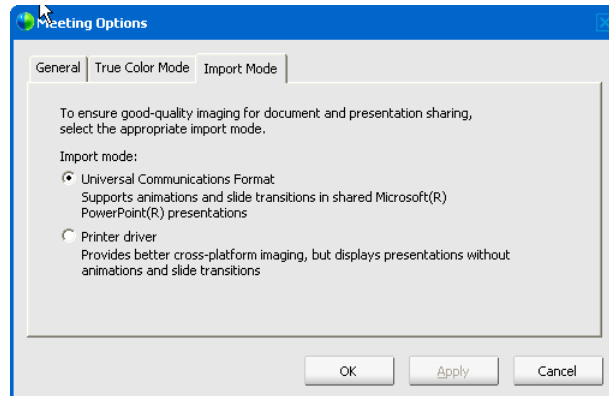 Meeting Options
General True Color Mode Import Mode
To ensure good-quality imaging for document and presentation sharing,
select the appropriate import mode.
Import mode:
Universal Communications Format
Supports animations and slide transitions in shared Microsoft(R)
PowerPoint(R) presentations
Printer driver
Provides better cross-platform imaging, but displays presentations without
animations and slide transitions
OK Apply Cancel